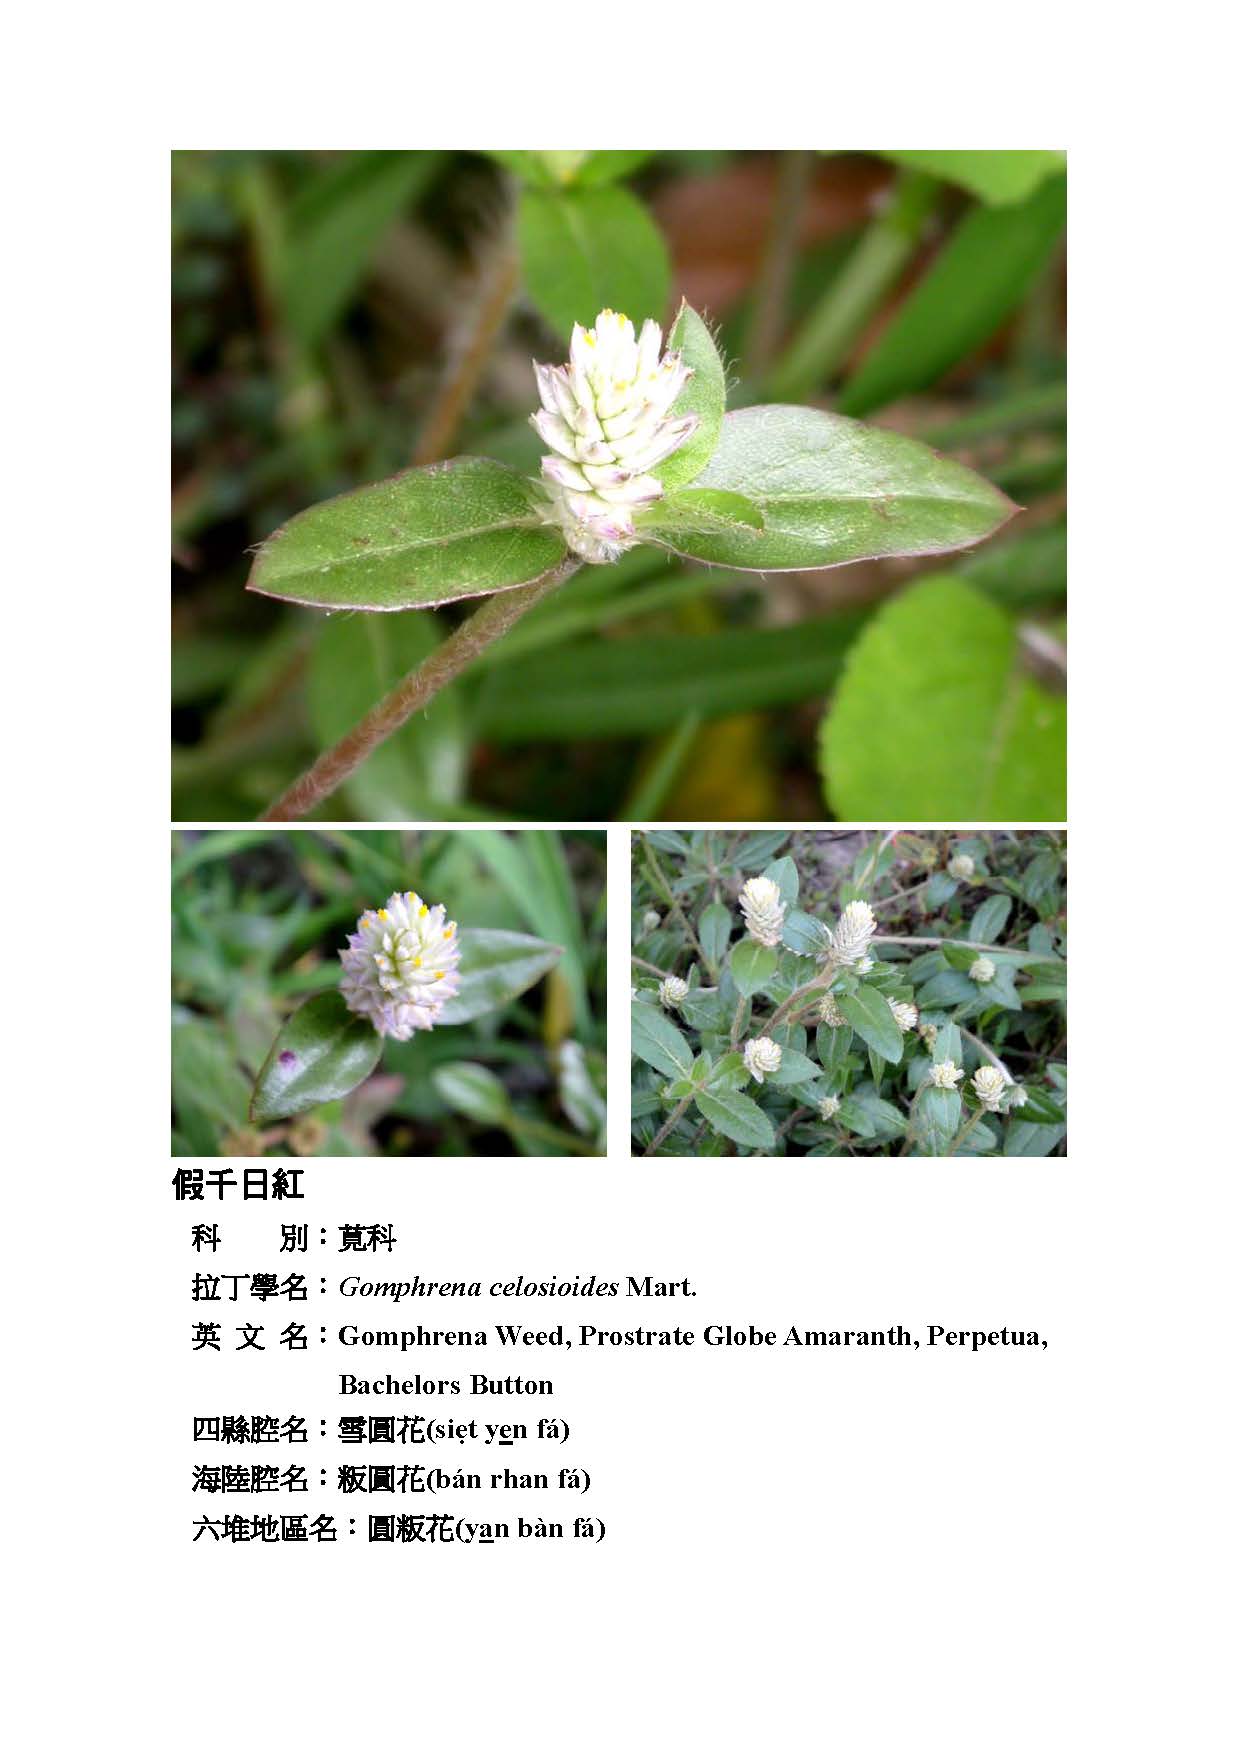 假千日紅
科　　別：莧科
拉丁學名：Gomphrena celosioides Mart.
英 文 名：Gomphrena Weed, Prostrate Globe Amaranth, Perpetua,
Bachelors Button
四縣腔名：雪圓花(siẹt yen fá)
海陸腔名：粄圓花(bán rhan fá)
六堆地區名：圓粄花(yan bàn fá)